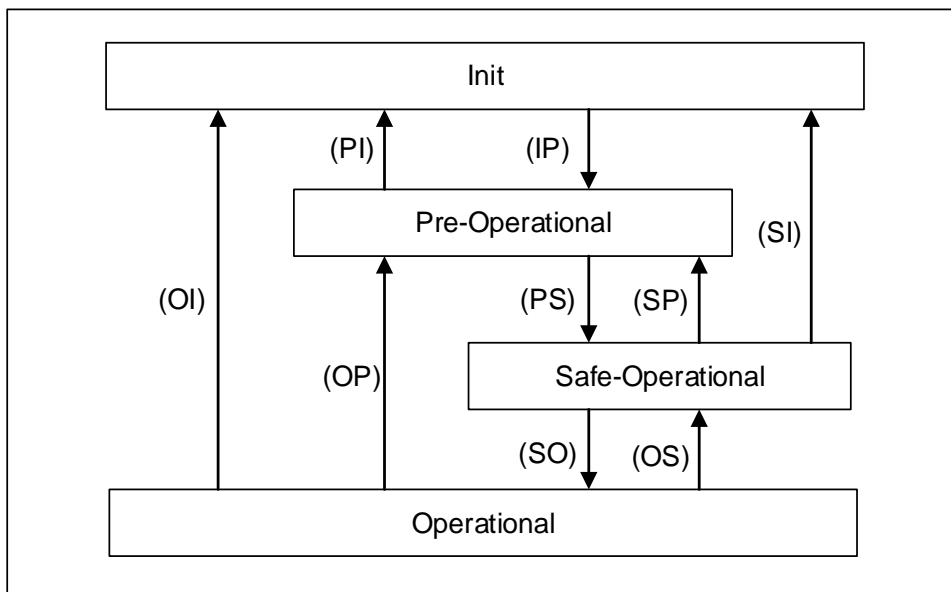 Init
(PI)
(IP)
Pre-Operational
(SI)
(OI)
(PS)
(SP)
(OP)
Safe-Operational
(SO)
(OS)
Operational